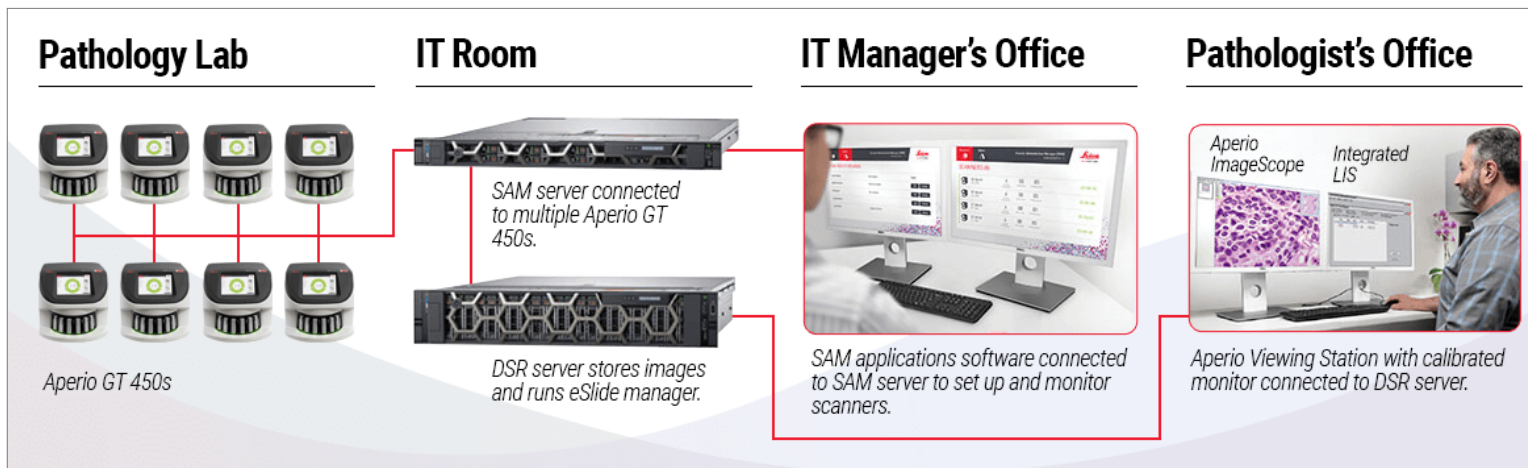 Pathology Lab
IT Room
IT Manager's Office
Pathologist's Office
Aperio GT 450s
SAM server connected
to multiple Aperio GT
450s.
DSR server stores images
and runs eSlide manager.
Leica
Leica
SAM applications software connected
to SAM server to set up and monitor
scanners.
Aperio
ImageScope
Integrated
LIS
Aperio Viewing Station with calibrated
monitor connected to DSR server.